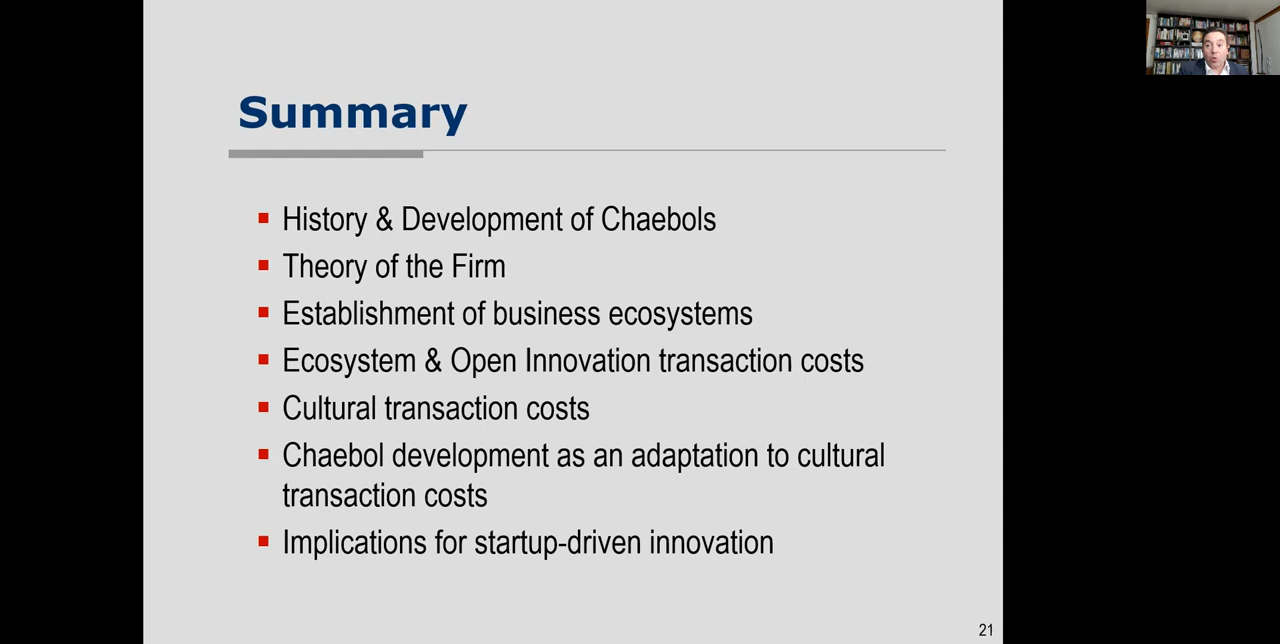 Summary
History & Development of Chaebols
Theory of the Firm
Establishment of business ecosystems
Ecosystem & Open Innovation transaction costs
Cultural transaction costs
Chaebol development as an adaptation to cultural
transaction costs
Implications for startup-driven innovation
21